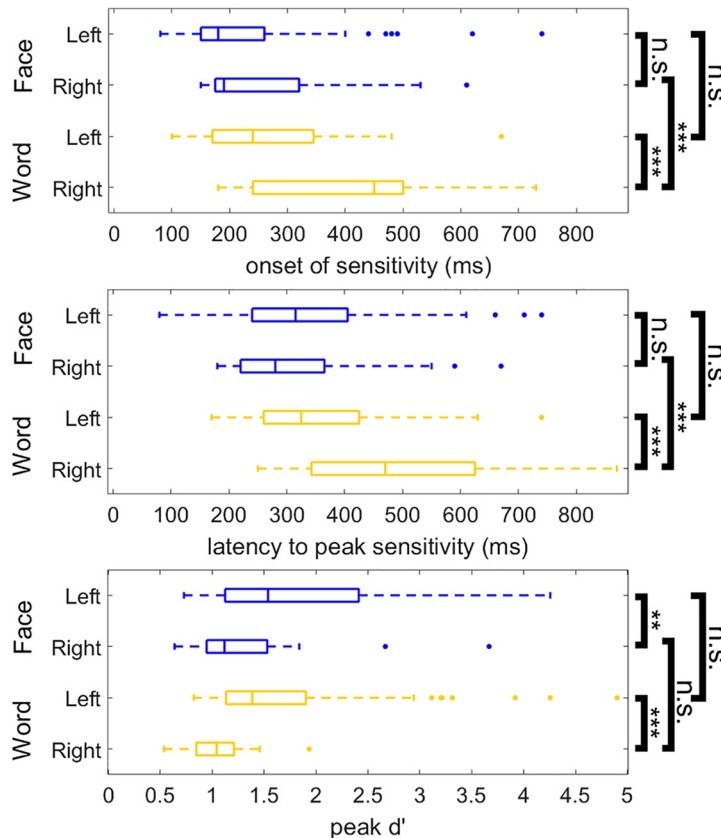 Face
Left
Right
Word
Left
Right
0 100 200 300 400 500 600 700 800
onset of sensitivity (ms)
n.s.
***
***
n.s.
Face
Left
Right
Word
Left
Right
0 100 200 300 400 500 600 700 800
latency to peak sensitivity (ms)
n.s.
***
***
n.s.
Face
Left
Right
Word
Left
Right
0 0.5 1 1.5 2 2.5 3 3.5 4 4.5 5
peak d'
**
***
n.s.
n.s.